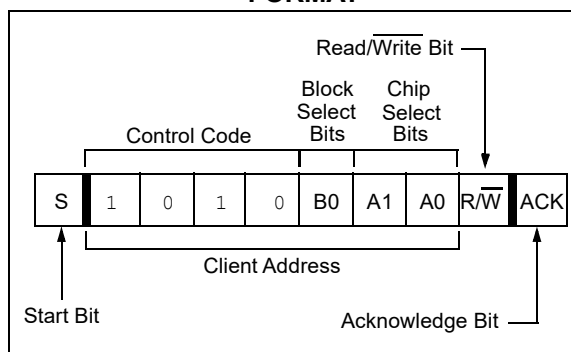 FORMAT
Read/Write Bit
Block Chip
Select Select
Bits Bits
Control Code
S 1 0 1 0 B0 A1 A0 R/W ACK
Client Address
Start Bit
Acknowledge Bit